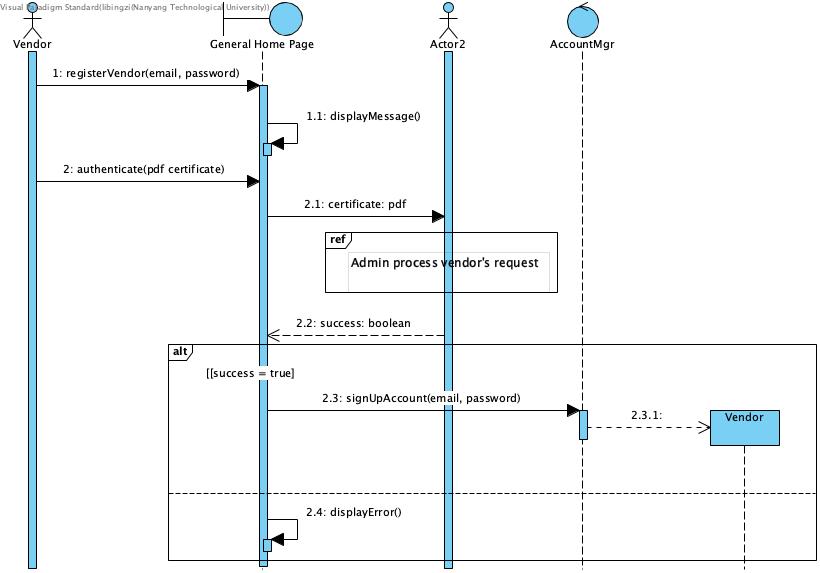 Visual Paradigm Standard(libingzi(Nanyang Technological University))
Vendor
General Home Page
Actor2
AccountMgr
1: registerVendor(email, password)
1.1: displayMessage()
2: authenticate(pdf certificate)
2.1: certificate: pdf
ref
Admin process vendor's request
2.2: success: boolean
alt
[[success = true]
2.3: signUpAccount(email, password)
2.3.1:
Vendor
2.4: displayError()